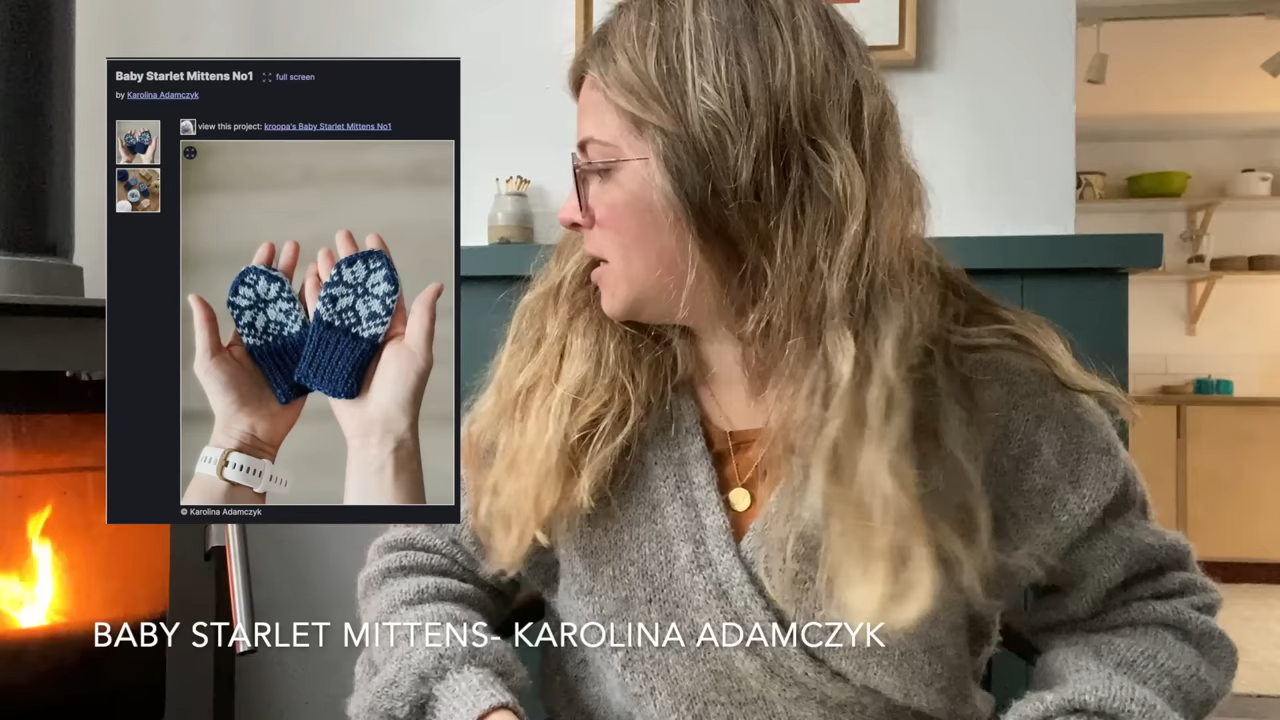 Baby Starlet Mittens No1 full screen
by Karolina Adamczyk
view this project: kroopa's Baby Starlet Mittens No1
© Karolina Adamczyk
BABY STARLET MITTENS- KAROLINA ADAMCZYK